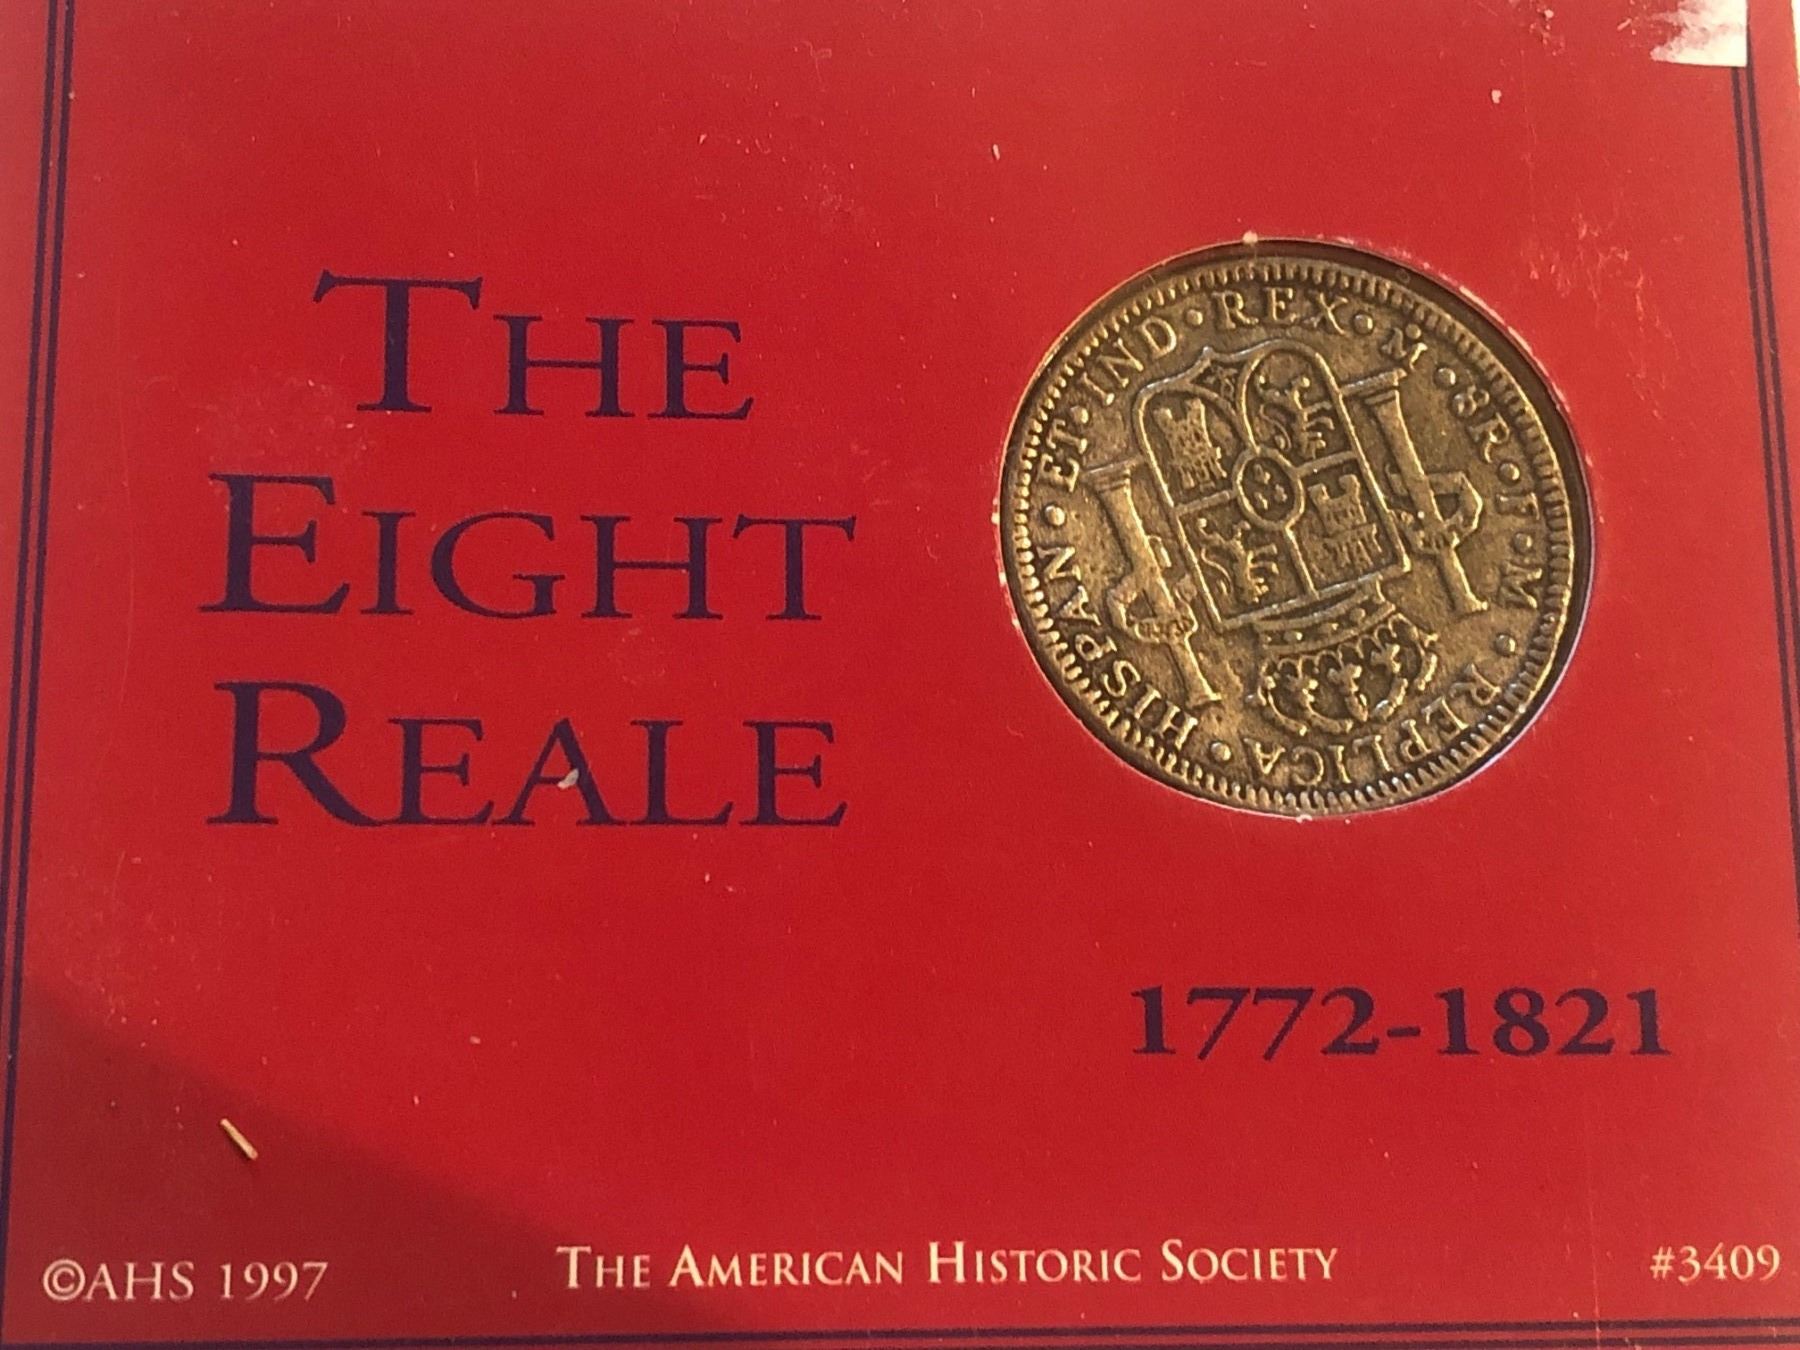 THE
EIGHT
REALE
HISPAN·ET·IND·REX·M·8R·F·M·REPLICA·
1772-1821
©AHS 1997
THE AMERICAN HISTORIC SOCIETY
#3409